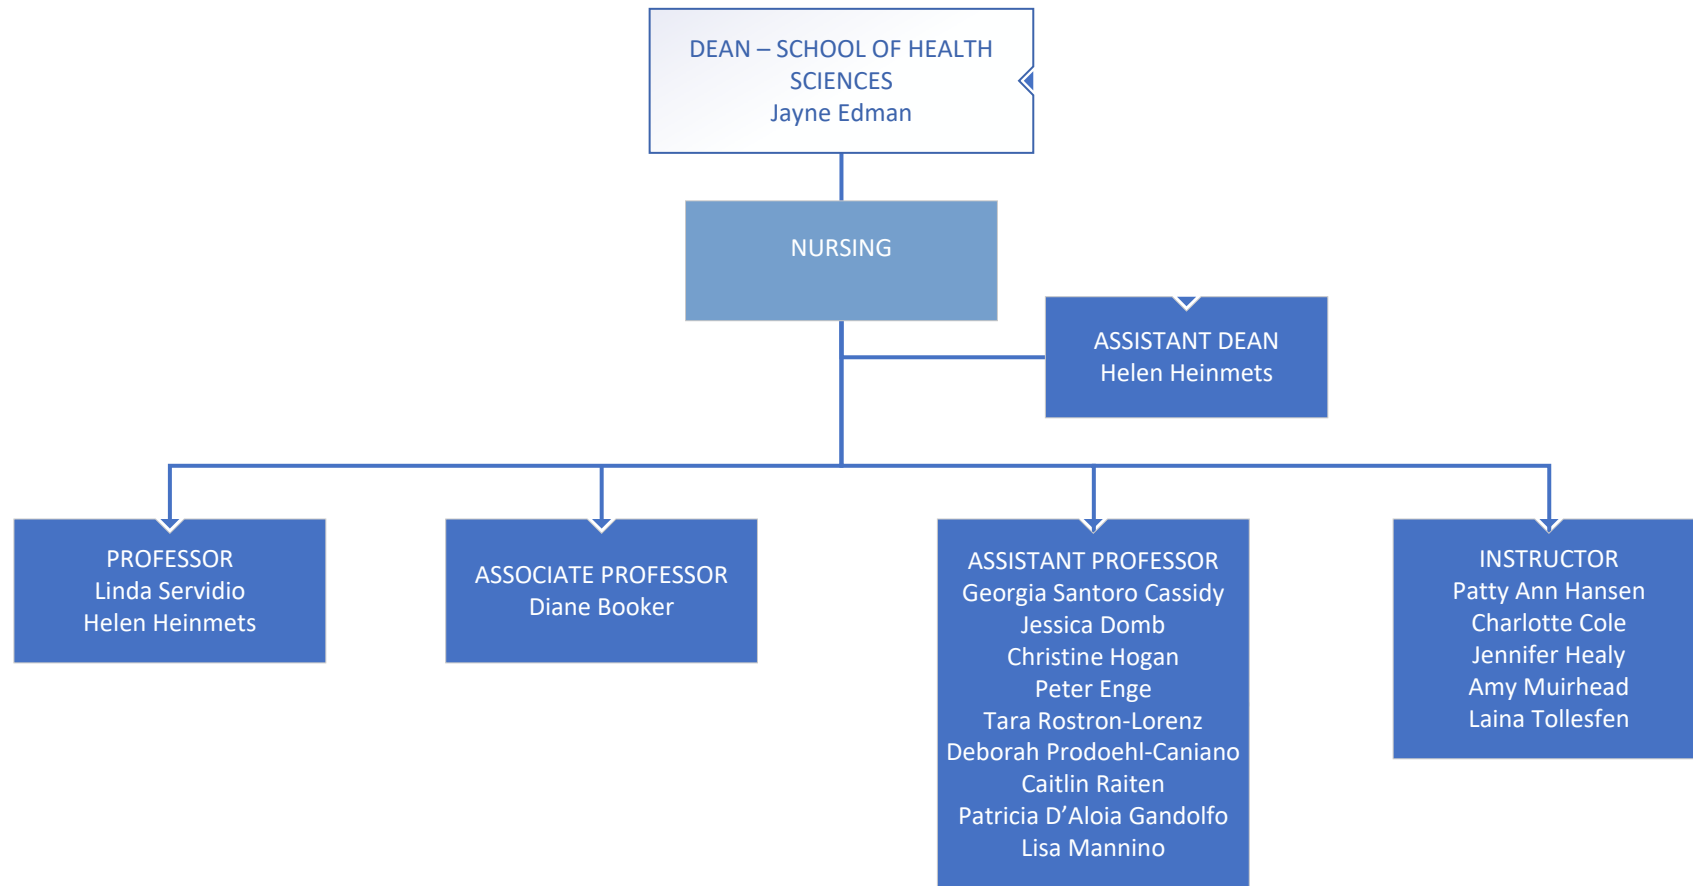 DEAN – SCHOOL OF HEALTH
SCIENCES
Jayne Edman
NURSING
ASSISTANT DEAN
Helen Heinmets
PROFESSOR
Linda Servidio
Helen Heinmets
ASSOCIATE PROFESSOR
Diane Booker
ASSISTANT PROFESSOR
Georgia Santoro Cassidy
Jessica Domb
Christine Hogan
Peter Enge
Tara Rostron-Lorenz
Deborah Prodoehl-Caniano
Caitlin Raiten
Patricia D’Aloia Gandolfo
Lisa Mannino
INSTRUCTOR
Patty Ann Hansen
Charlotte Cole
Jennifer Healy
Amy Muirhead
Laina Tollesfen